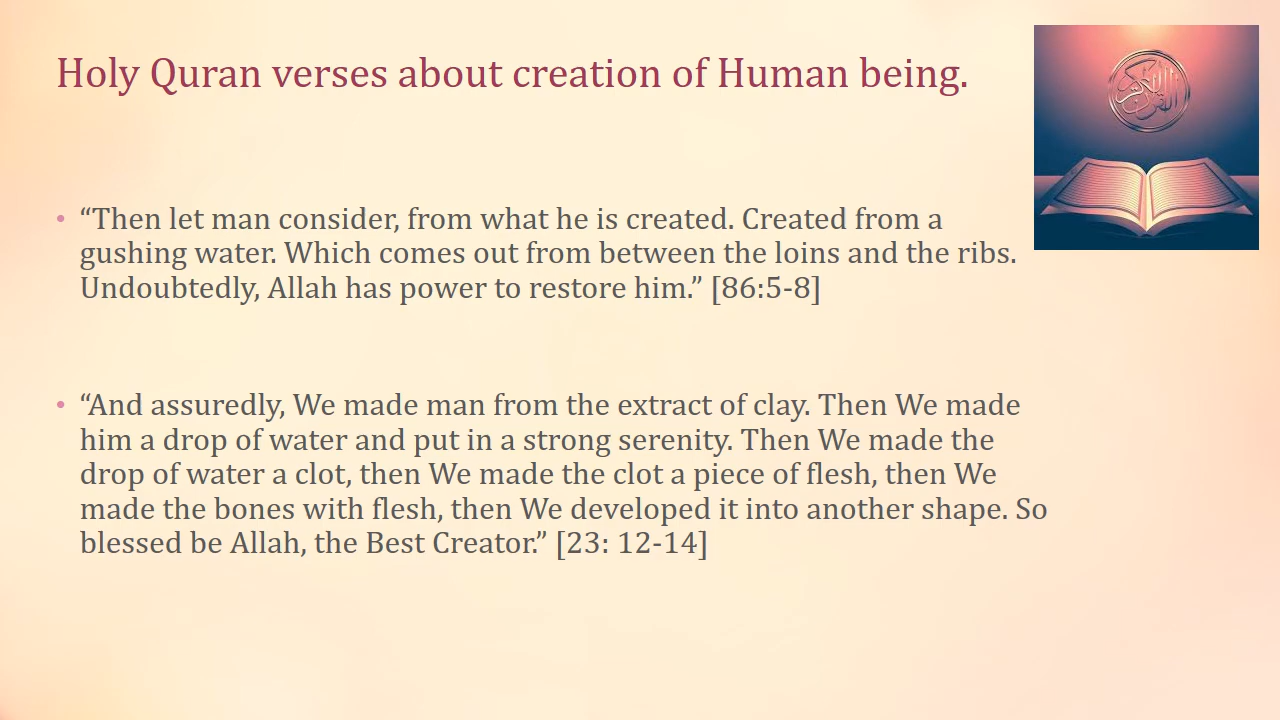 Holy Quran verses about creation of Human being.
القرآن الكريم
• “Then let man consider, from what he is created. Created from a
gushing water. Which comes out from between the loins and the ribs.
Undoubtedly, Allah has power to restore him.” [86:5-8]
• “And assuredly, We made man from the extract of clay. Then We made
him a drop of water and put in a strong serenity. Then We made the
drop of water a clot, then We made the clot a piece of flesh, then We
made the bones with flesh, then We developed it into another shape. So
blessed be Allah, the Best Creator.” [23: 12-14]